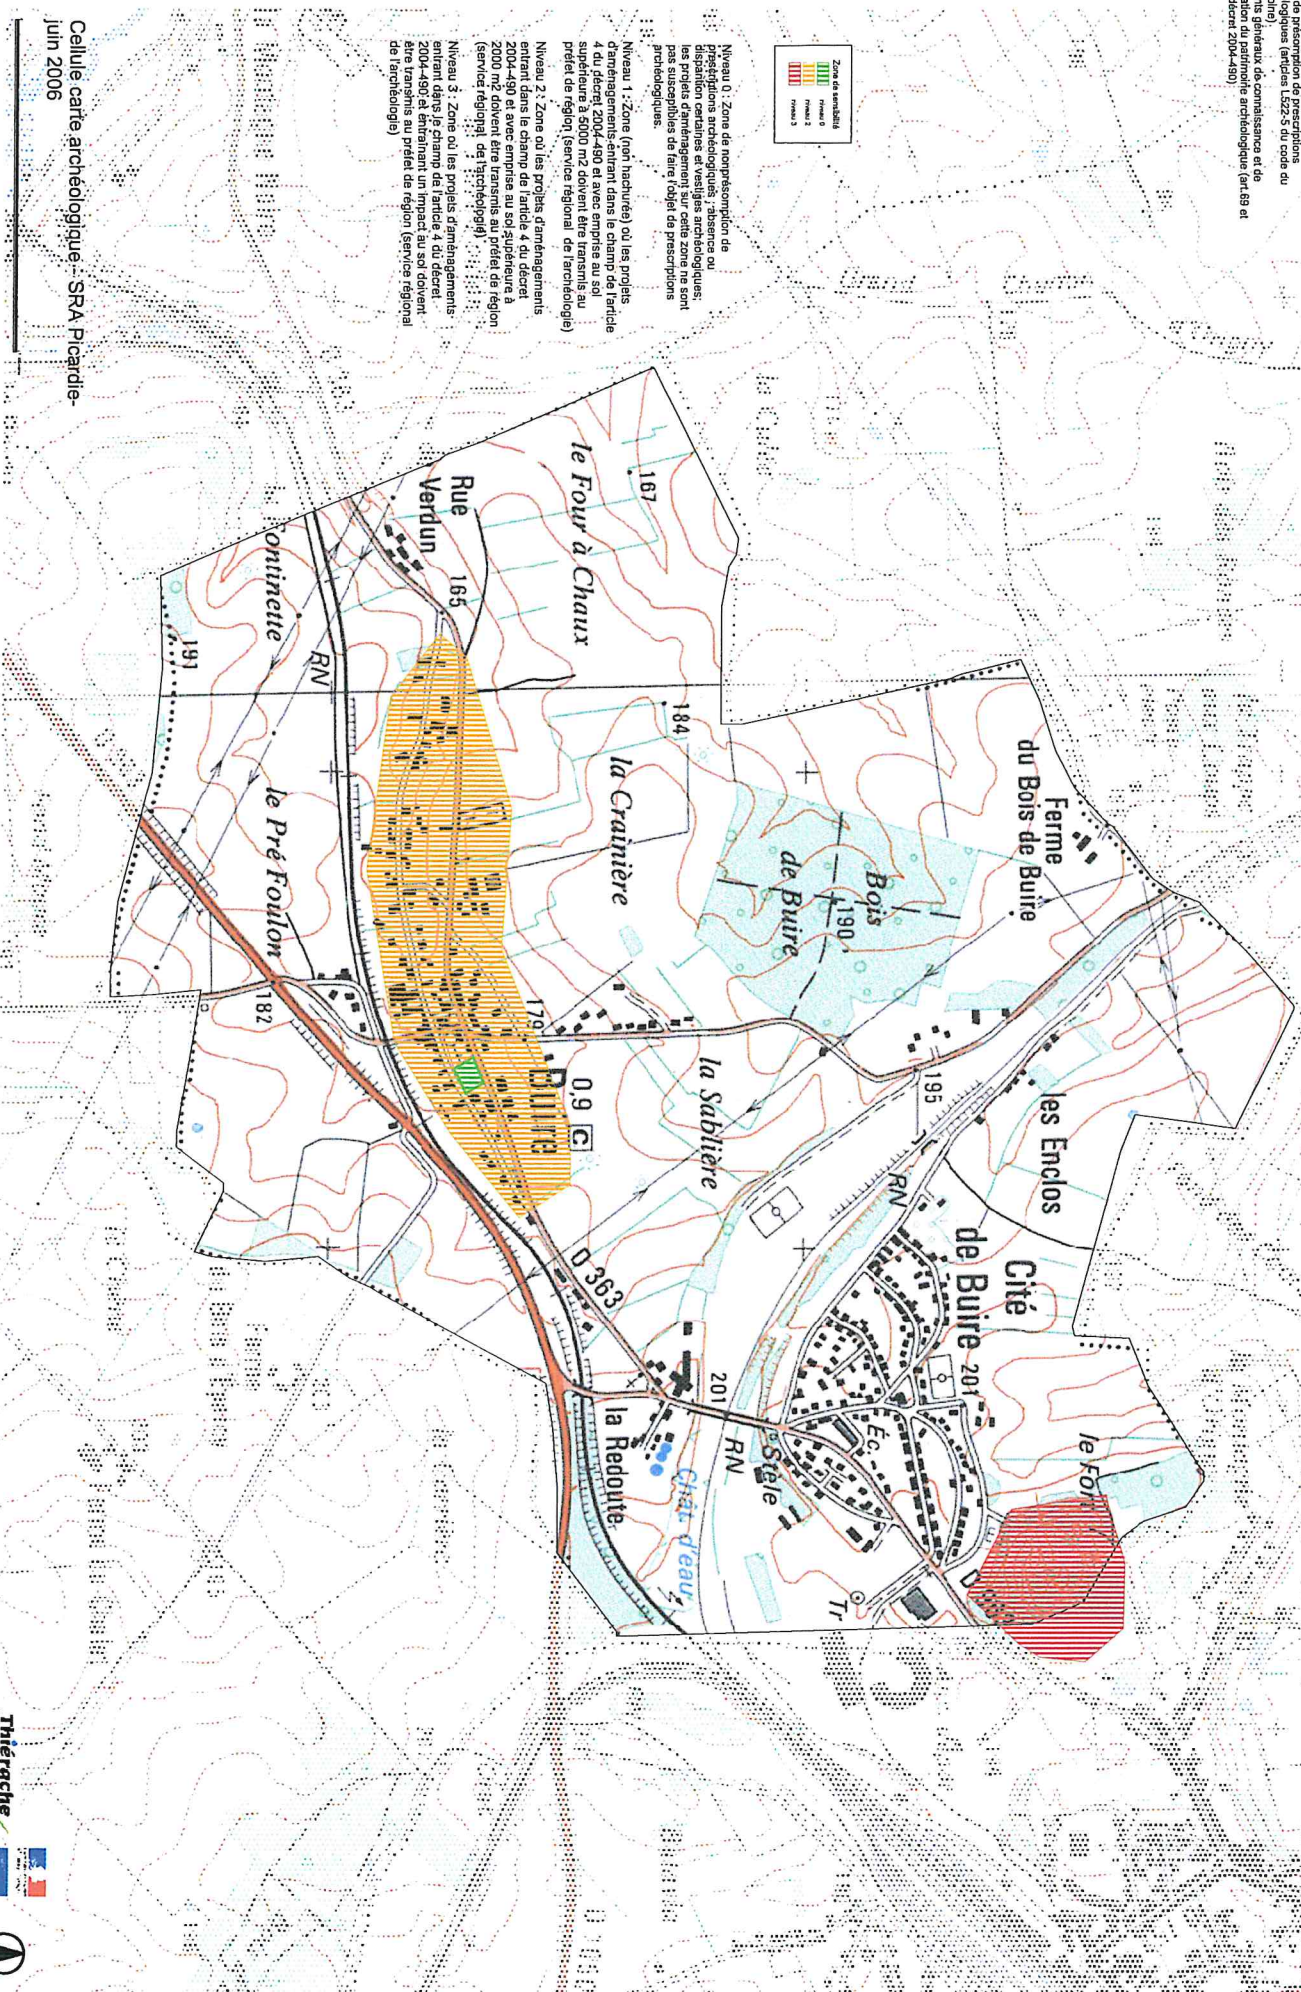 de présomption de prescriptions
logiques (articles L522-5 du code du
oine)
nts généraux de connaissance et de
ation du patrimoine archéologique (art.69 et
décret 2004-490)
Zone de sensibilité
niveau 0
niveau 2
niveau 3
Niveau 0 : Zone de nonprésomption de
prescriptions archéologiques : absence ou
disparition certaines et vestiges archéologiques;
les projets d'aménagement sur cette zone ne sont
pas susceptibles de faire l'objet de prescriptions
archéologiques.
Niveau 1 : Zone (non hachurée) où les projets
d'aménagements entrant dans le champ de l'article
4 du décret 2004-490 et avec emprise au sol
supérieure à 5000 m2 doivent être transmis au
préfet de région (service régional de l'archéologie)
Niveau 2 : Zone où les projets d'aménagements
entrant dans le champ de l'article 4 du décret
2004-490 et avec emprise au sol supérieure à
2000 m2 doivent être transmis au préfet de région
(service régional de l'archéologie)
Niveau 3 : Zone où les projets d'aménagements
entrant dans le champ de l'article 4 du décret
2004-490 et entraînant un impact au sol doivent
être transmis au préfet de région (service régional
de l'archéologie)
Cellule carte archéologique - SRA Picardie-
juin 2006
Ferme
du Bois de Buire
les Enclos
Cité
de Buire
201
le Fort
195
Bois
de Buire
190
RN
Éc.
Stèle
Tr
167
184
la Sablière
201
RN
Chât. d'eau
le Four à Chaux
la Crainière
0,9 C
179
Buire
D 363
la Redoute
Rue
Verdun
165
RN
ontinette
191
le Pré Foulon
182
Thiérache